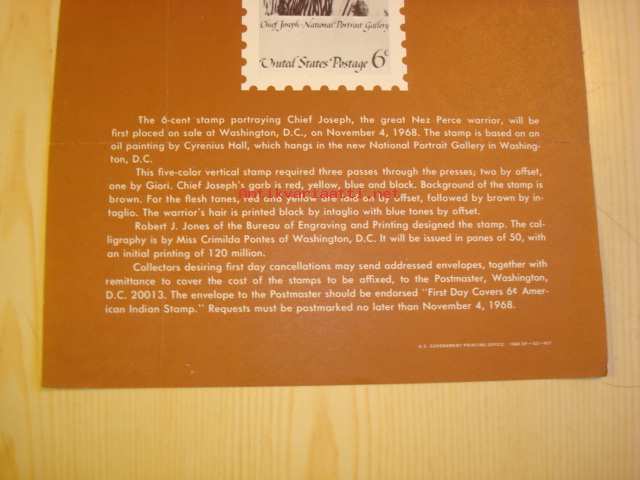 Chief Joseph-National Portrait Gallery
United States Postage 6c
The 6-cent stamp portraying Chief Joseph, the great Nez Perce warrior, will be
first placed on sale at Washington, D.C., on November 4, 1968. The stamp is based on an
oil painting by Cyrenius Hall, which hangs in the new National Portrait Gallery in Washing-
ton, D.C.
This five-color vertical stamp required three passes through the presses; two by offset,
one by Giori. Chief Joseph's garb is red, yellow, blue and black. Background of the stamp is
antikvariaatti.net
brown. For the flesh tones, red and yellow are laid on by offset, followed by brown by in-
taglio. The warrior's hair is printed black by intaglio with blue tones by offset.
Robert J. Jones of the Bureau of Engraving and Printing designed the stamp. The cal-
ligraphy is by Miss Crimilda Pontes of Washington, D.C. It will be issued in panes of 50, with
an initial printing of 120 million.
Collectors desiring first day cancellations may send addressed envelopes, together with
remittance to cover the cost of the stamps to be affixed, to the Postmaster, Washington,
D.C. 20013. The envelope to the Postmaster should be endorsed "First Day Covers 6¢ Amer-
ican Indian Stamp." Requests must be postmarked no later than November 4, 1968.
U.S. GOVERNMENT PRINTING OFFICE 1968